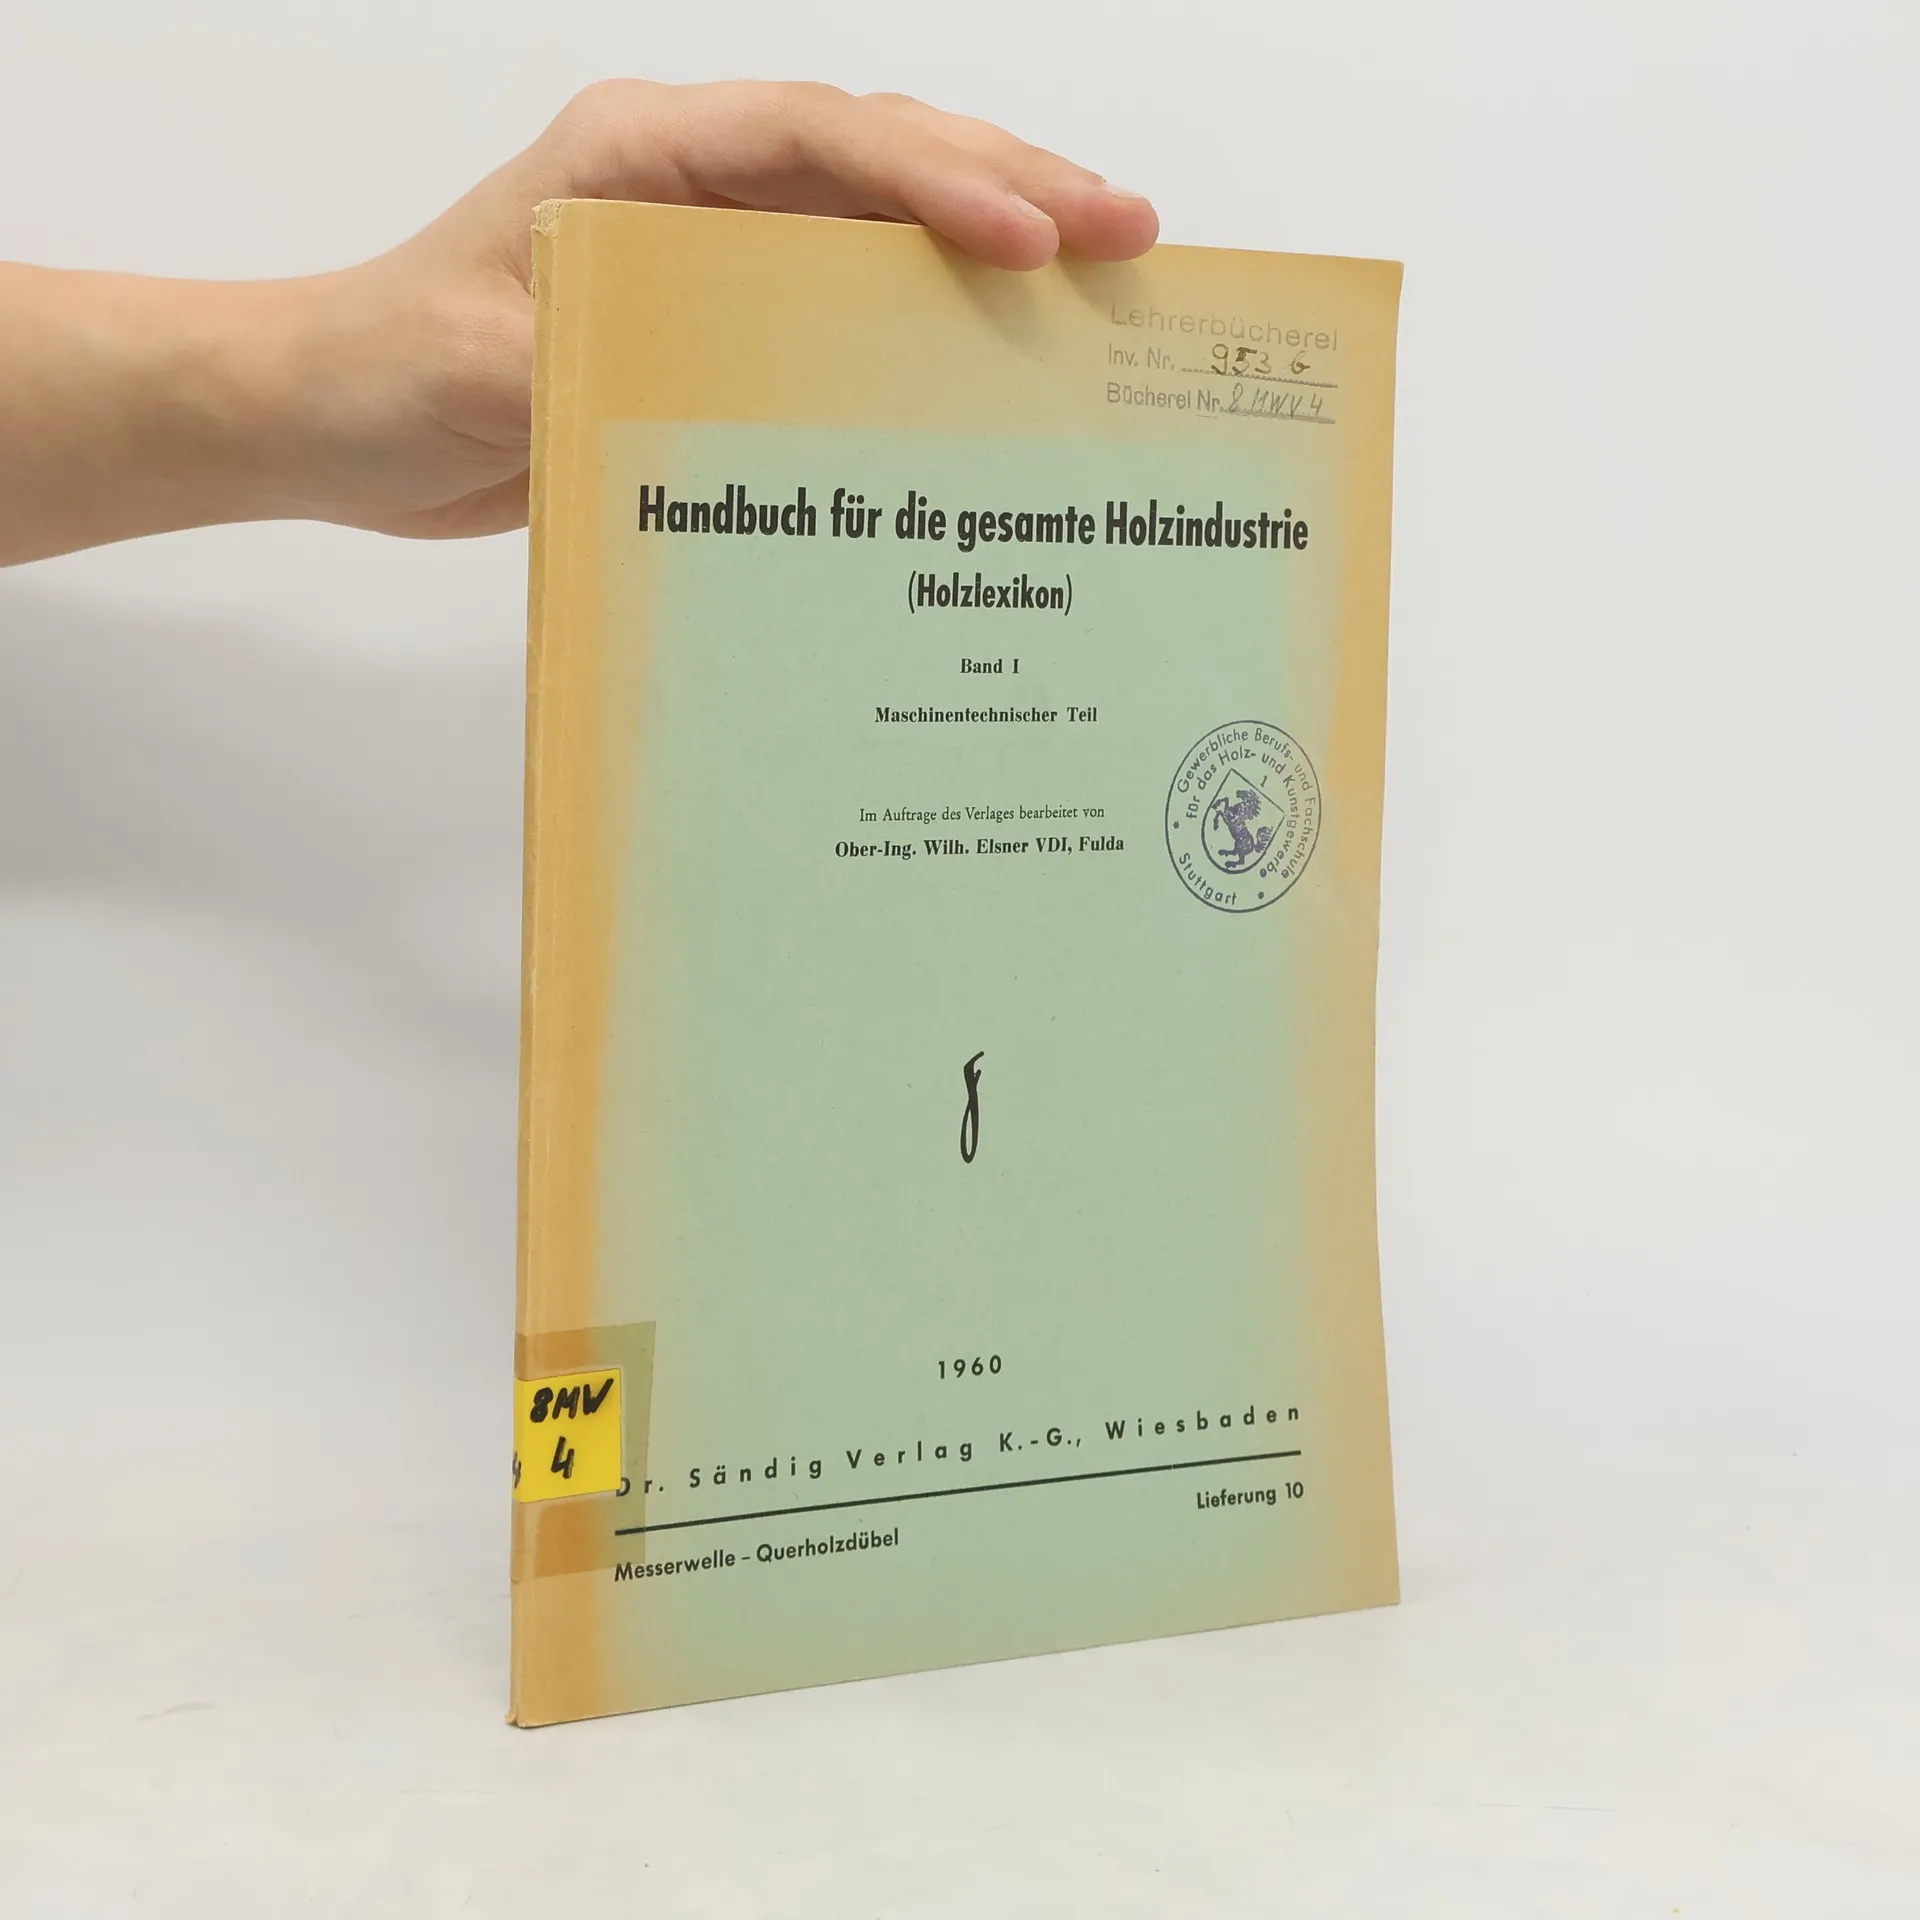 Lehrerbücherei
Inv. Nr. 953 G
Bücherei Nr. 8 MWV 4
Handbuch für die gesamte Holzindustrie
(Holzlexikon)
Band I
Maschinentechnischer Teil
Im Auftrage des Verlages bearbeitet von
Ober-Ing. Wilh. Elsner VDI, Fulda
Gewerbliche Berufs- und Fachschule
für das Holz- und Kunstgewerbe
1
Stuttgart
1960
8MW
4
Dr. Sändig Verlag K.-G., Wiesbaden
Lieferung 10
Messerwelle – Querholzdübel